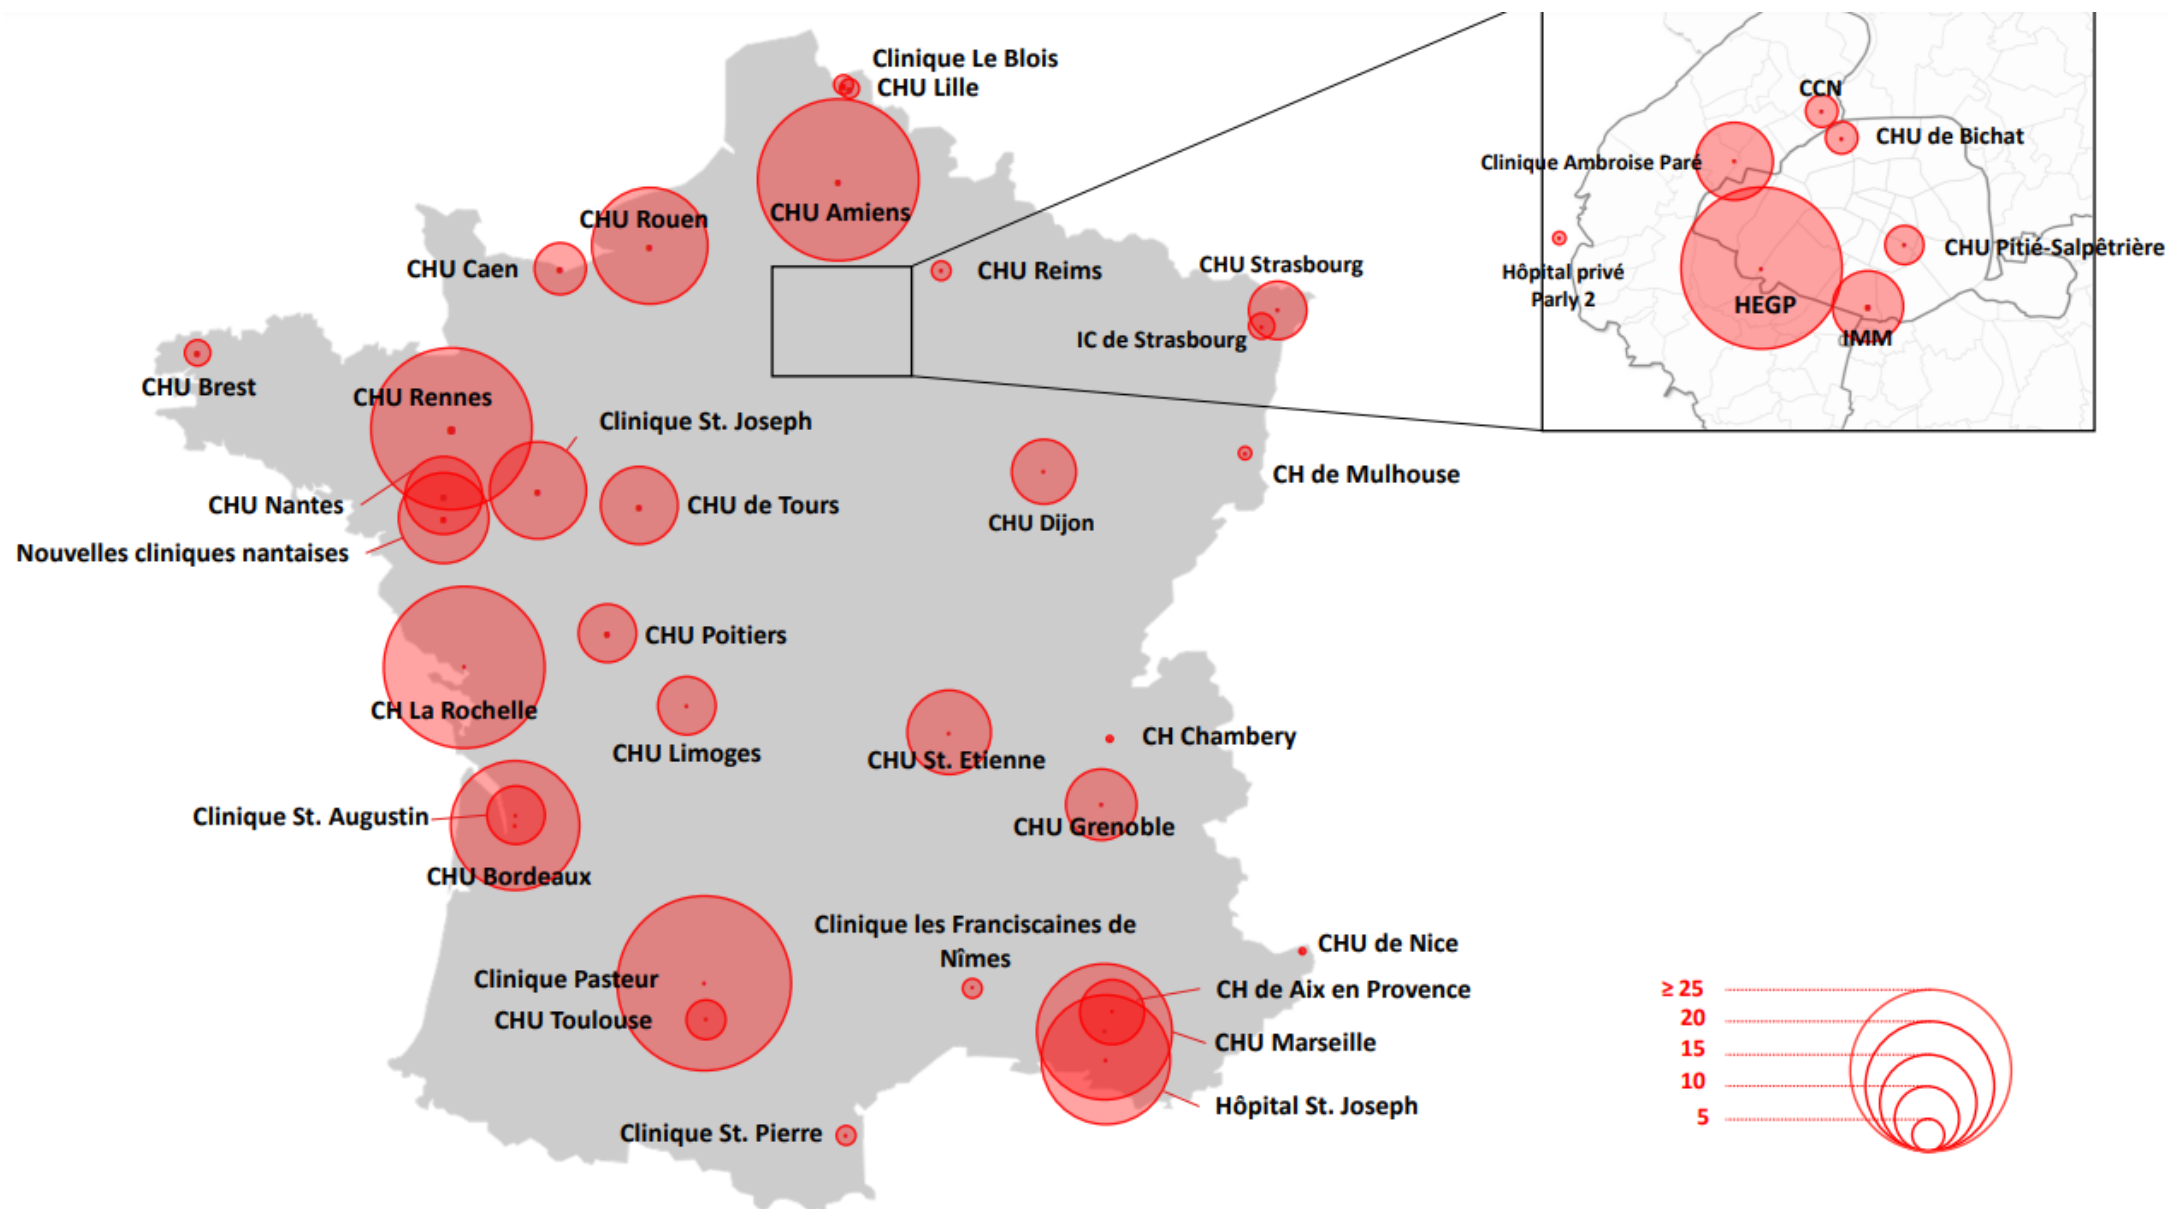 Clinique Le Blois
CHU Lille
CHU Amiens
CHU Rouen
CHU Caen
CHU Reims
CHU Strasbourg
IC de Strasbourg
CCN
CHU de Bichat
Clinique Ambroise Paré
CHU Pitié-Salpêtrière
Hôpital privé
Parly 2
HEGP
IMM
CHU Brest
CHU Rennes
Clinique St. Joseph
CHU Nantes
CHU de Tours
Nouvelles cliniques nantaises
CHU Dijon
CH de Mulhouse
CHU Poitiers
CH La Rochelle
CHU Limoges
CHU St. Etienne
CH Chambery
CHU Grenoble
Clinique St. Augustin
CHU Bordeaux
Clinique les Franciscaines de
Nîmes
Clinique Pasteur
CHU Toulouse
CHU de Nice
CH de Aix en Provence
CHU Marseille
Hôpital St. Joseph
Clinique St. Pierre
≥ 25
20
15
10
5